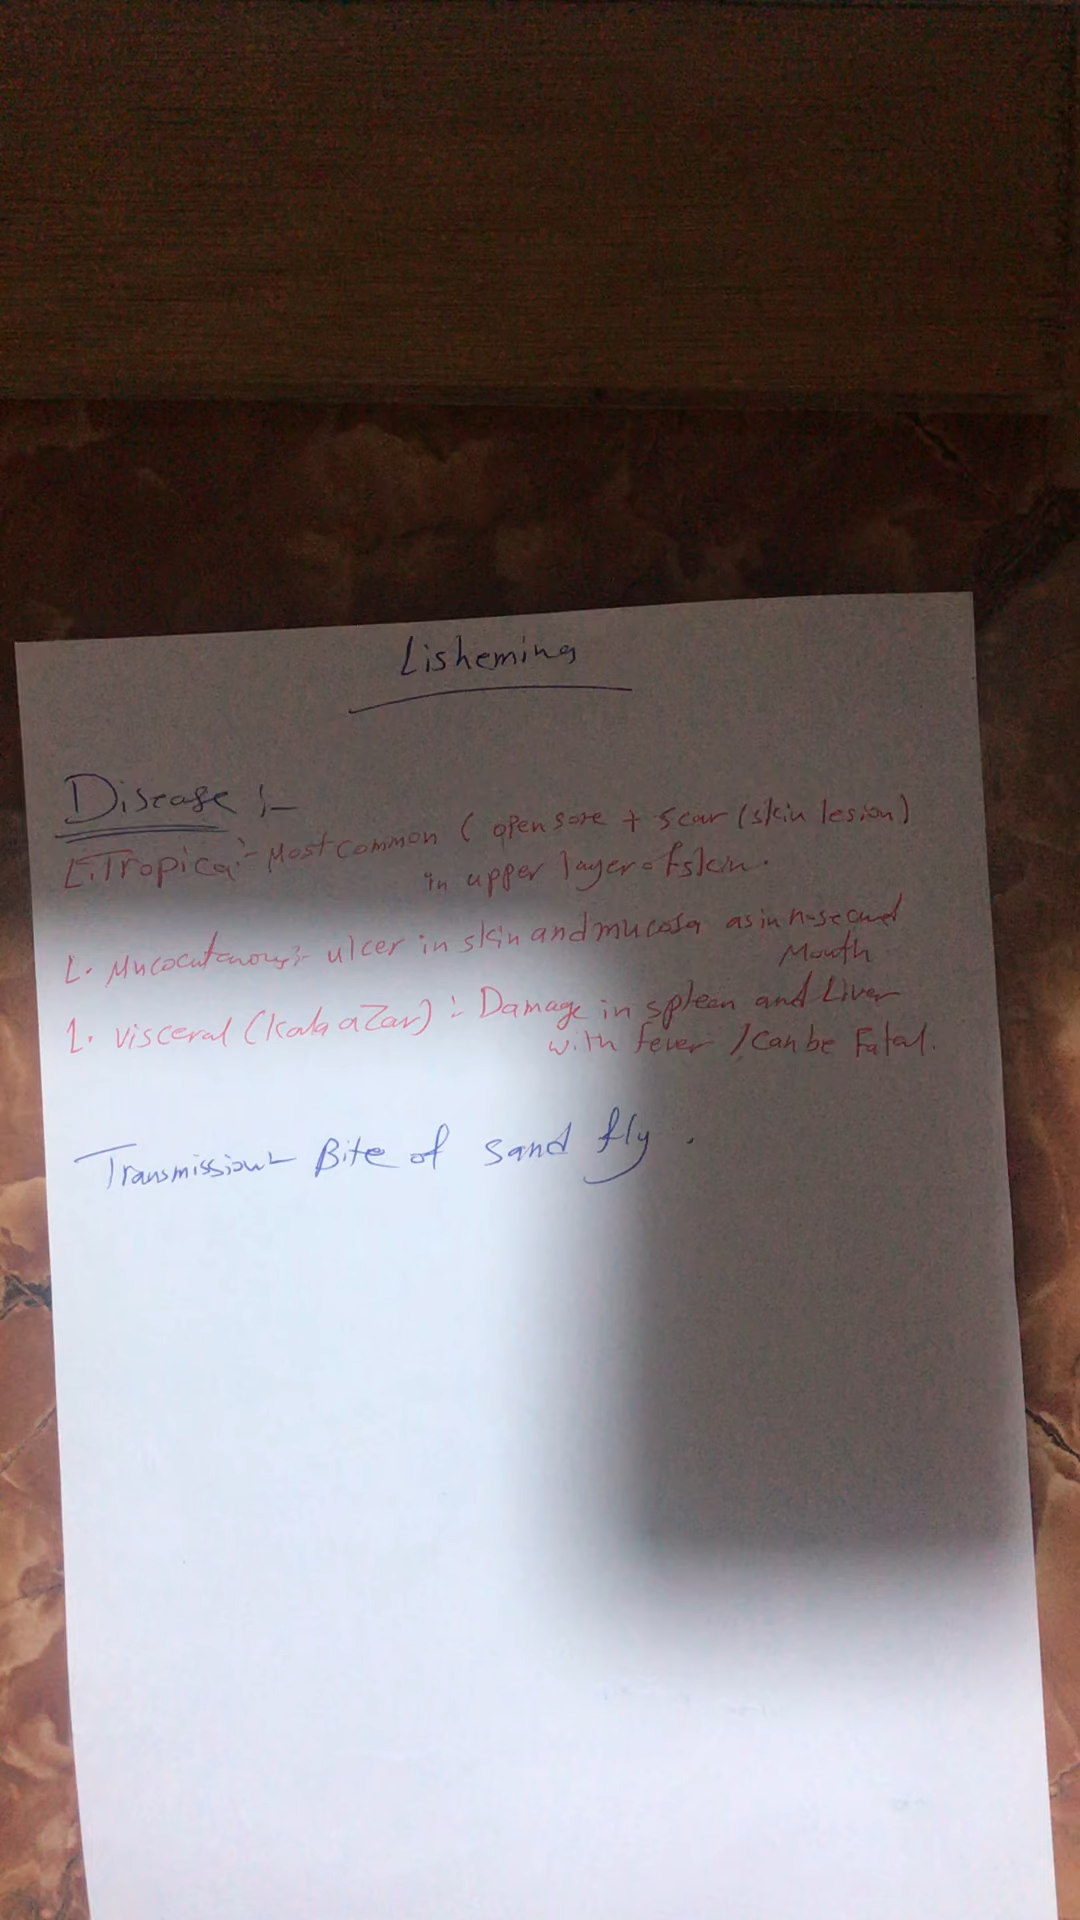 Lisheming
Disease :-
L.Tropica:- Most common ( open sore + scar (skin lesion)
in upper layer of skin.
L. Mucocutenous:- ulcer in skin and mucosa as in nose and
Mouth
L. visceral (kala aZar) :- Damage in spleen and Liver
with fever / Can be Fatal.
Transmission:- Bite of sand fly .